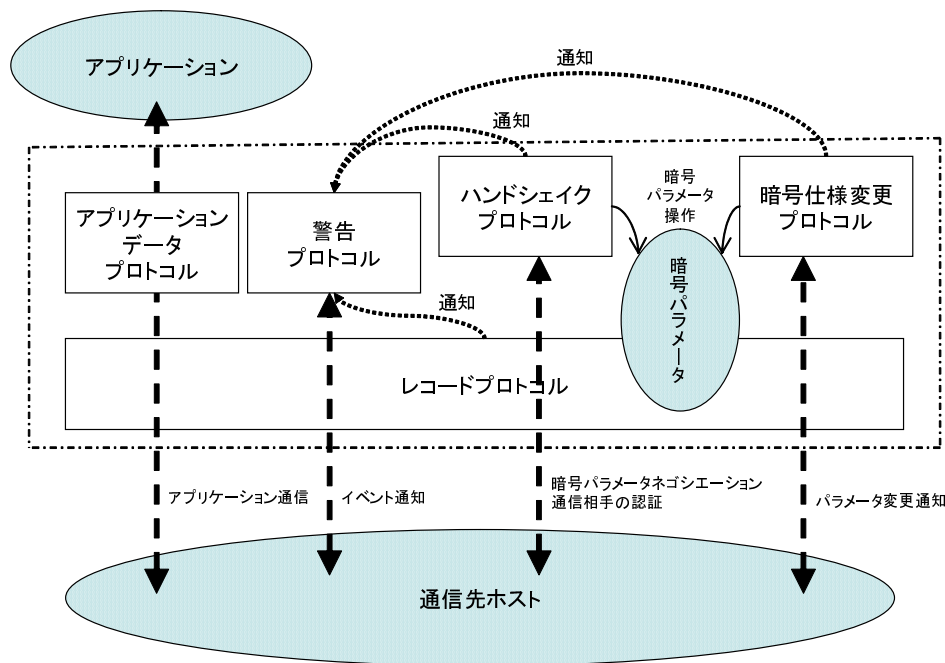 アプリケーション
通知
通知
アプリケーション
データ
プロトコル
警告
プロトコル
ハンドシェイク
プロトコル
暗号
パラメータ
操作
暗号仕様変更
プロトコル
暗号パラメータ
通知
レコードプロトコル
アプリケーション通信
イベント通知
暗号パラメータネゴシエーション
通信相手の認証
パラメータ変更通知
通信先ホスト